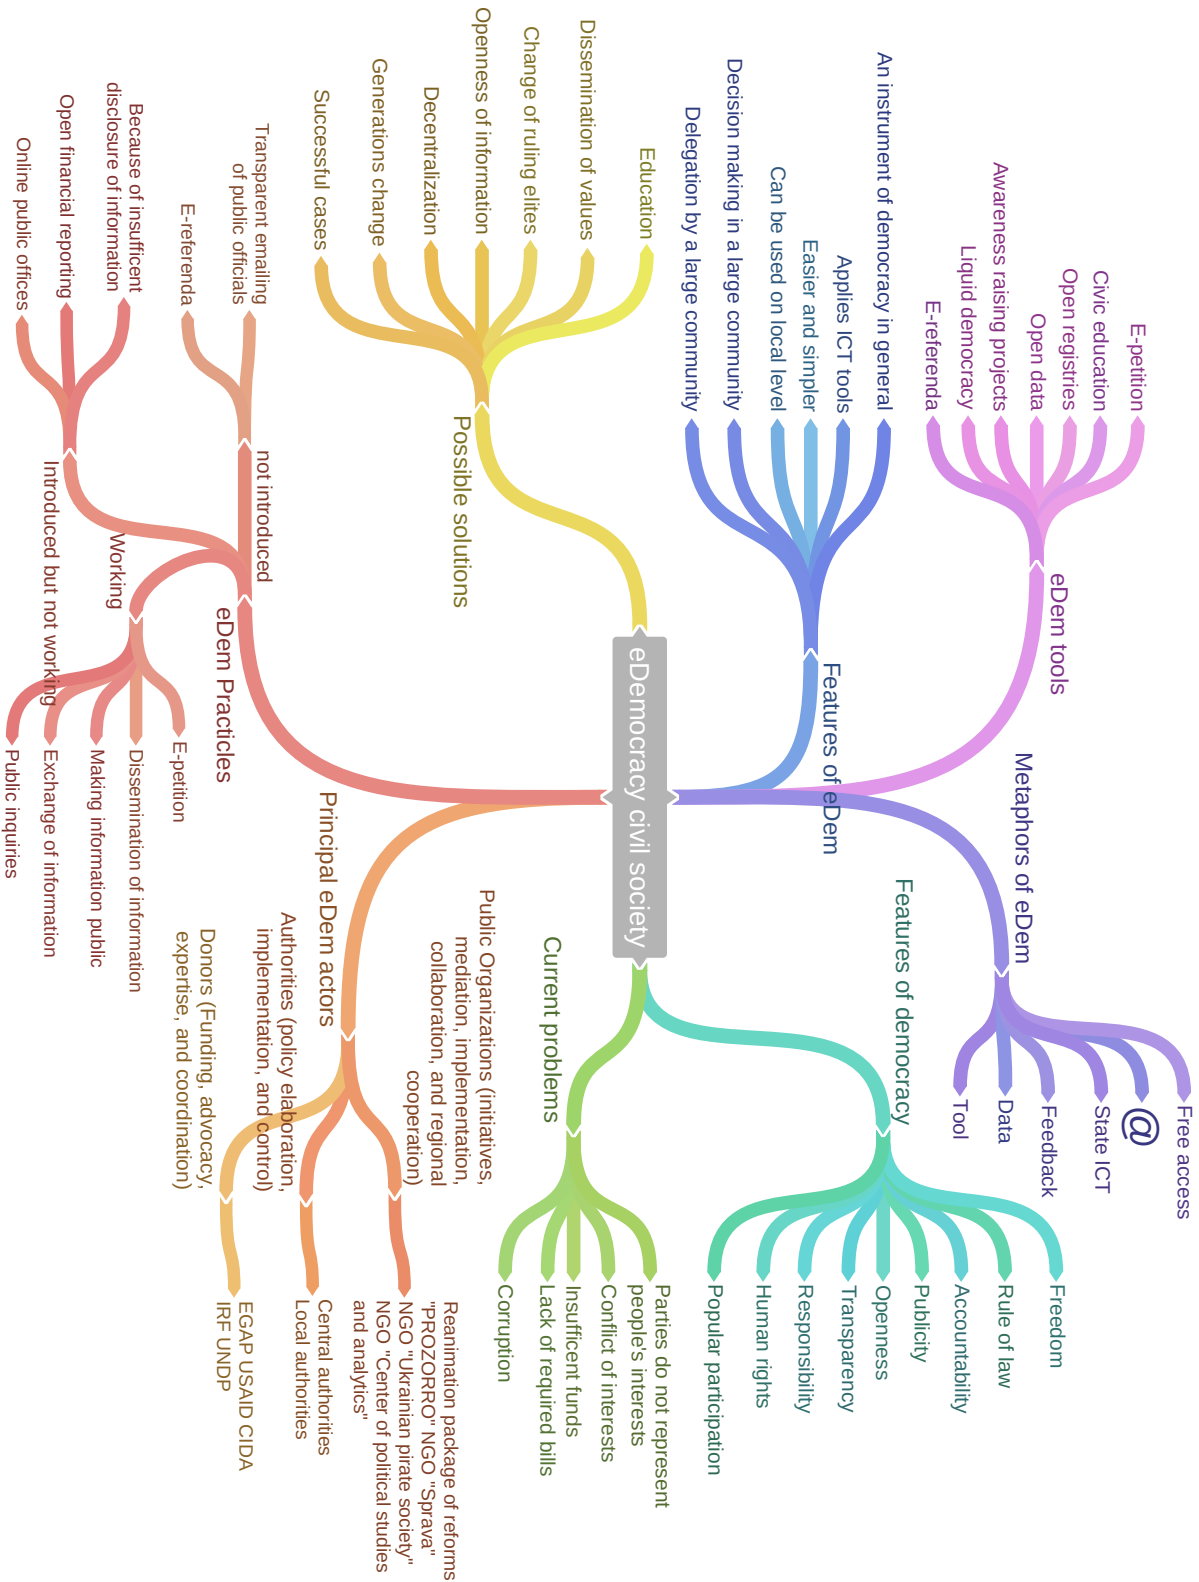 eDemocracy civil society
eDem tools
E-petition
Civic education
Open registries
Open data
Awareness raising projects
Liquid democracy
E-referenda
Features of eDem
An instrument of democracy in general
Applies ICT tools
Easier and simpler
Can be used on local level
Decision making in a large community
Delegation by a large community
Metaphors of eDem
Free access
@
State ICT
Feedback
Data
Tool
Features of democracy
Freedom
Rule of law
Accountability
Publicity
Openness
Transparency
Responsibility
Human rights
Popular participation
Current problems
Parties do not represent
people's interests
Conflict of interests
Insufficent funds
Lack of required bills
Corruption
Possible solutions
Education
Dissemination of values
Change of ruling elites
Openness of information
Decentralization
Generations change
Successful cases
eDem Practicles
not introduced
Transparent emailing
of public officials
E-referenda
Introduced but not working
Because of insufficent
disclosure of information
Open financial reporting
Online public offices
Working
E-petition
Dissemination of information
Making information public
Exchange of information
Public inquiries
Principal eDem actors
Public Organizations (initiatives,
mediation, implementation,
collaboration, and regional
cooperation)
Reanimation package of reforms
"PROZORRO" NGO "Sprava"
NGO "Ukrainian pirate society"
NGO "Center of political studies
and analytics"
Authorities (policy elaboration,
implementation, and control)
Central authorities
Local authorities
Donors (Funding, advocacy,
expertise, and coordination)
EGAP USAID CIDA
IRF UNDP